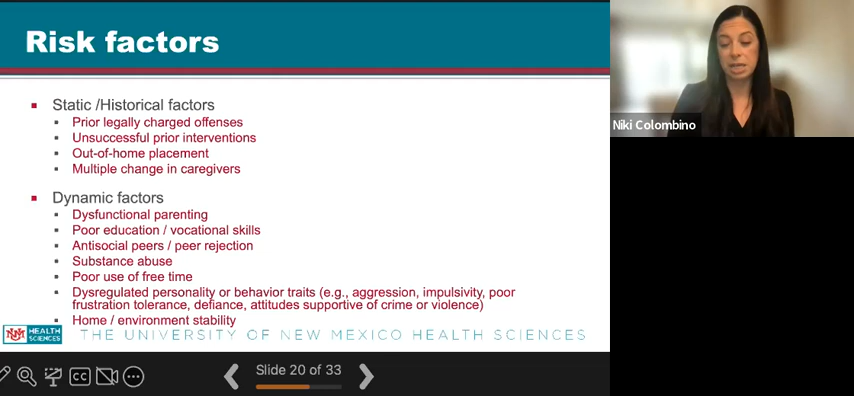 Risk factors
Static /Historical factors
Prior legally charged offenses
Unsuccessful prior interventions
Out-of-home placement
Multiple change in caregivers
Dynamic factors
Dysfunctional parenting
Poor education / vocational skills
Antisocial peers / peer rejection
Substance abuse
Poor use of free time
Dysregulated personality or behavior traits (e.g., aggression, impulsivity, poor
frustration tolerance, defiance, attitudes supportive of crime or violence)
Home / environment stability
NM HEALTH
SCIENCES
THE UNIVERSITY OF NEW MEXICO HEALTH SCIENCES
CC
Slide 20 of 33
Niki Colombino